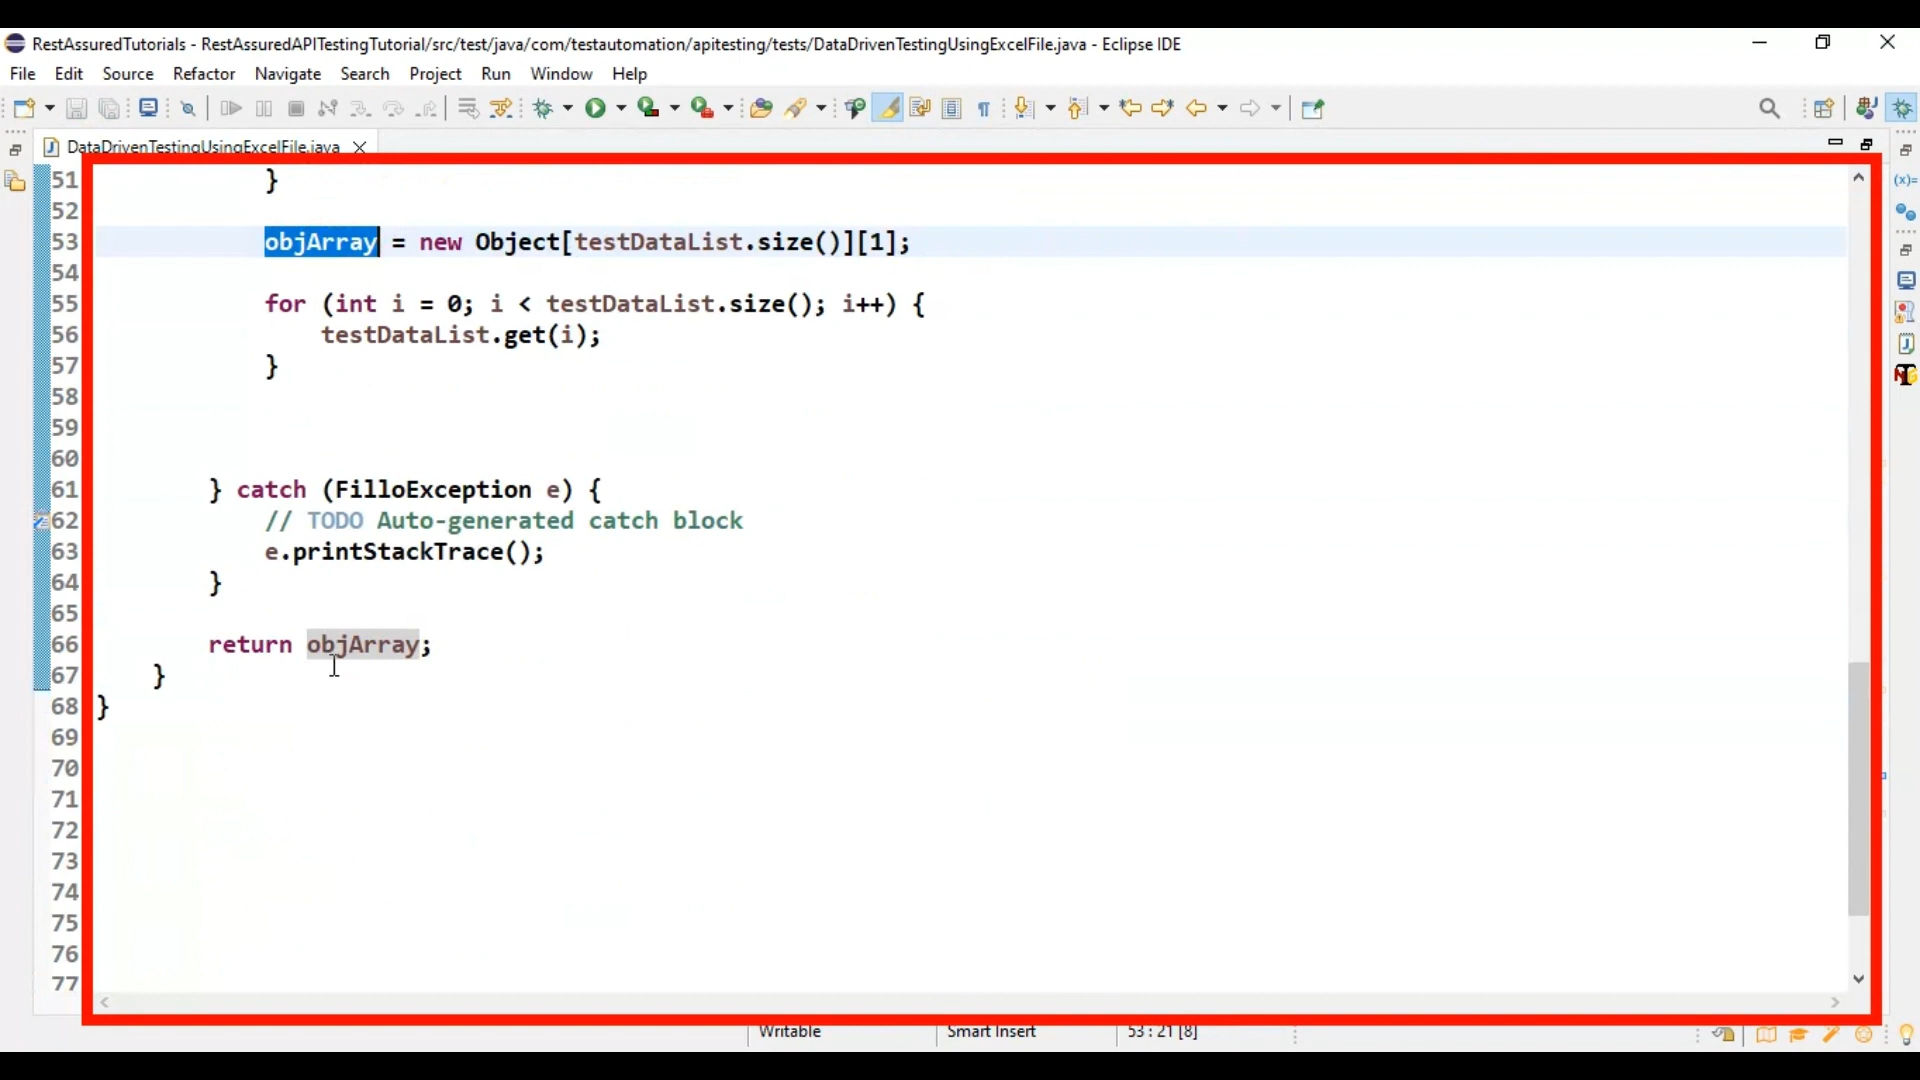 RestAssuredTutorials - RestAssuredAPITestingTutorial/src/test/java/com/testautomation/apitesting/tests/DataDrivenTestingUsingExcelFile.java - Eclipse IDE
File Edit Source Refactor Navigate Search Project Run Window Help
DataDrivenTestingUsingExcelFile.java
51 }
52
53 objArray = new Object[testDataList.size()][1];
54
55 for (int i = 0; i < testDataList.size(); i++) {
56 testDataList.get(i);
57 }
58
59
60
61 } catch (FilloException e) {
62 // TODO Auto-generated catch block
63 e.printStackTrace();
64 }
65
66 return objArray;
67 }
68 }
69
70
71
72
73
74
75
76
77
Writable Smart Insert 53 : 21 [8]